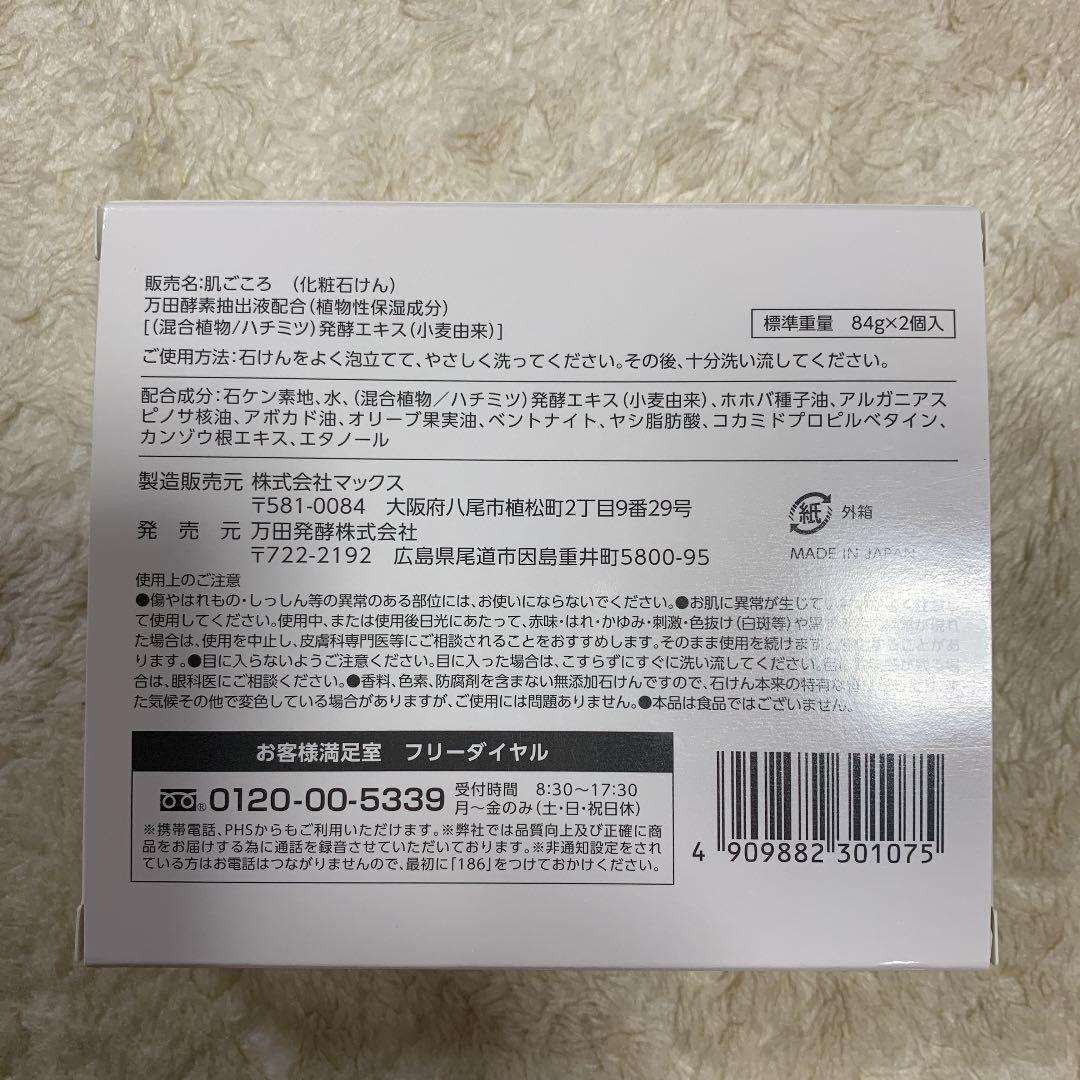 販売名:肌ごころ (化粧石けん)
万田酵素抽出液配合(植物性保湿成分)
[(混合植物/ハチミツ)発酵エキス(小麦由来)]
標準重量 84g×2個入
ご使用方法:石けんをよく泡立てて、やさしく洗ってください。その後、十分洗い流してください。
配合成分:石ケン素地、水、(混合植物/ハチミツ)発酵エキス(小麦由来)、ホホバ種子油、アルガニアス
ピノサ核油、アボカド油、オリーブ果実油、ベントナイト、ヤシ脂肪酸、コカミドプロピルベタイン、
カンゾウ根エキス、エタノール
製造販売元 株式会社マックス
〒581-0084 大阪府八尾市植松町2丁目9番29号
発売元 万田発酵株式会社
〒722-2192 広島県尾道市因島重井町5800-95
紙 外箱
MADE IN JAPAN
使用上のご注意
●傷やはれもの・しっしん等の異常のある部位には、お使いにならないでください。●お肌に異常が生じてい
て使用してください。使用中、または使用後日光にあたって、赤味・はれ・かゆみ・刺激・色抜け(白斑等)や
た場合は、使用を中止し、皮膚科専門医等にご相談されることをおすすめします。そのまま使用を続けます
ります。●目に入らないようご注意ください。目に入った場合は、こすらずにすぐに洗い流してください。
合は、眼科医にご相談ください。●香料、色素、防腐剤を含まない無添加石けんですので、石けん本来の特有な
た気候その他で変色している場合がありますが、ご使用には問題ありません。●本品は食品ではございません。
お客様満足室 フリーダイヤル
0120-00-5339 受付時間 8:30～17:30
月～金のみ(土・日・祝日休)
※携帯電話、PHSからもご利用いただけます。※弊社では品質向上及び正確に商
品をお届けする為に通話を録音させていただいております。※非通知設定をされ
ている方はお電話はつながりませんので、最初に「186」をつけておかけください。
4 909882 301075